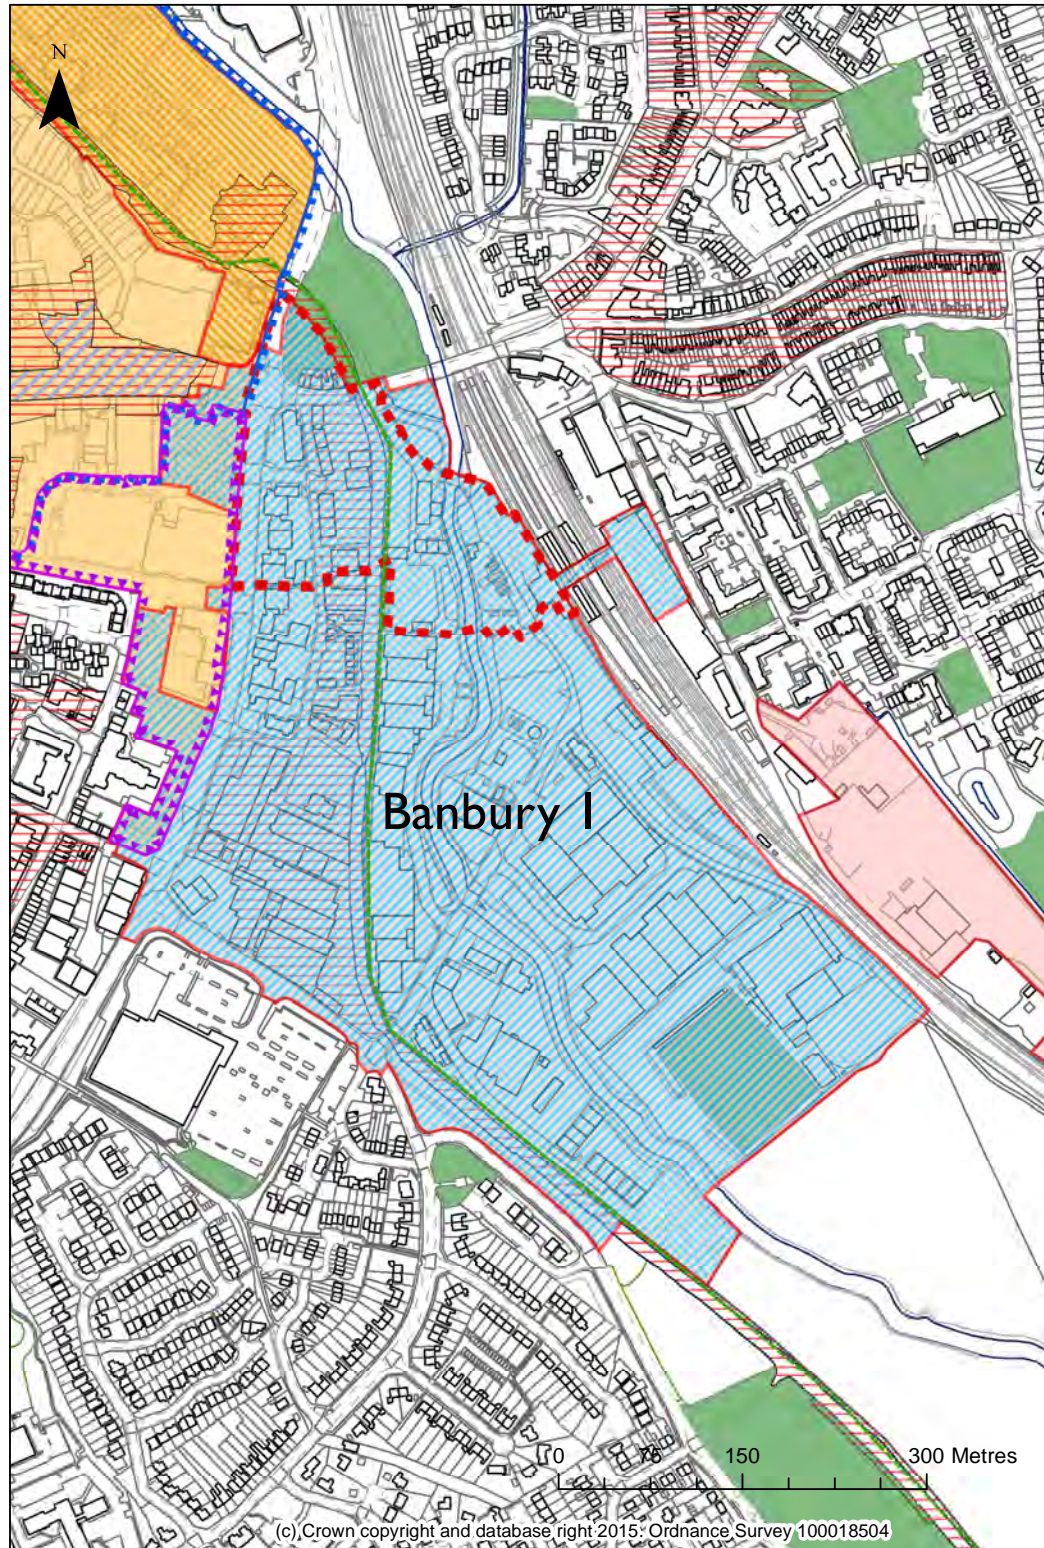 N
Banbury 1
0 75 150 300 Metres
(c) Crown copyright and database right 2015. Ordnance Survey 100018504